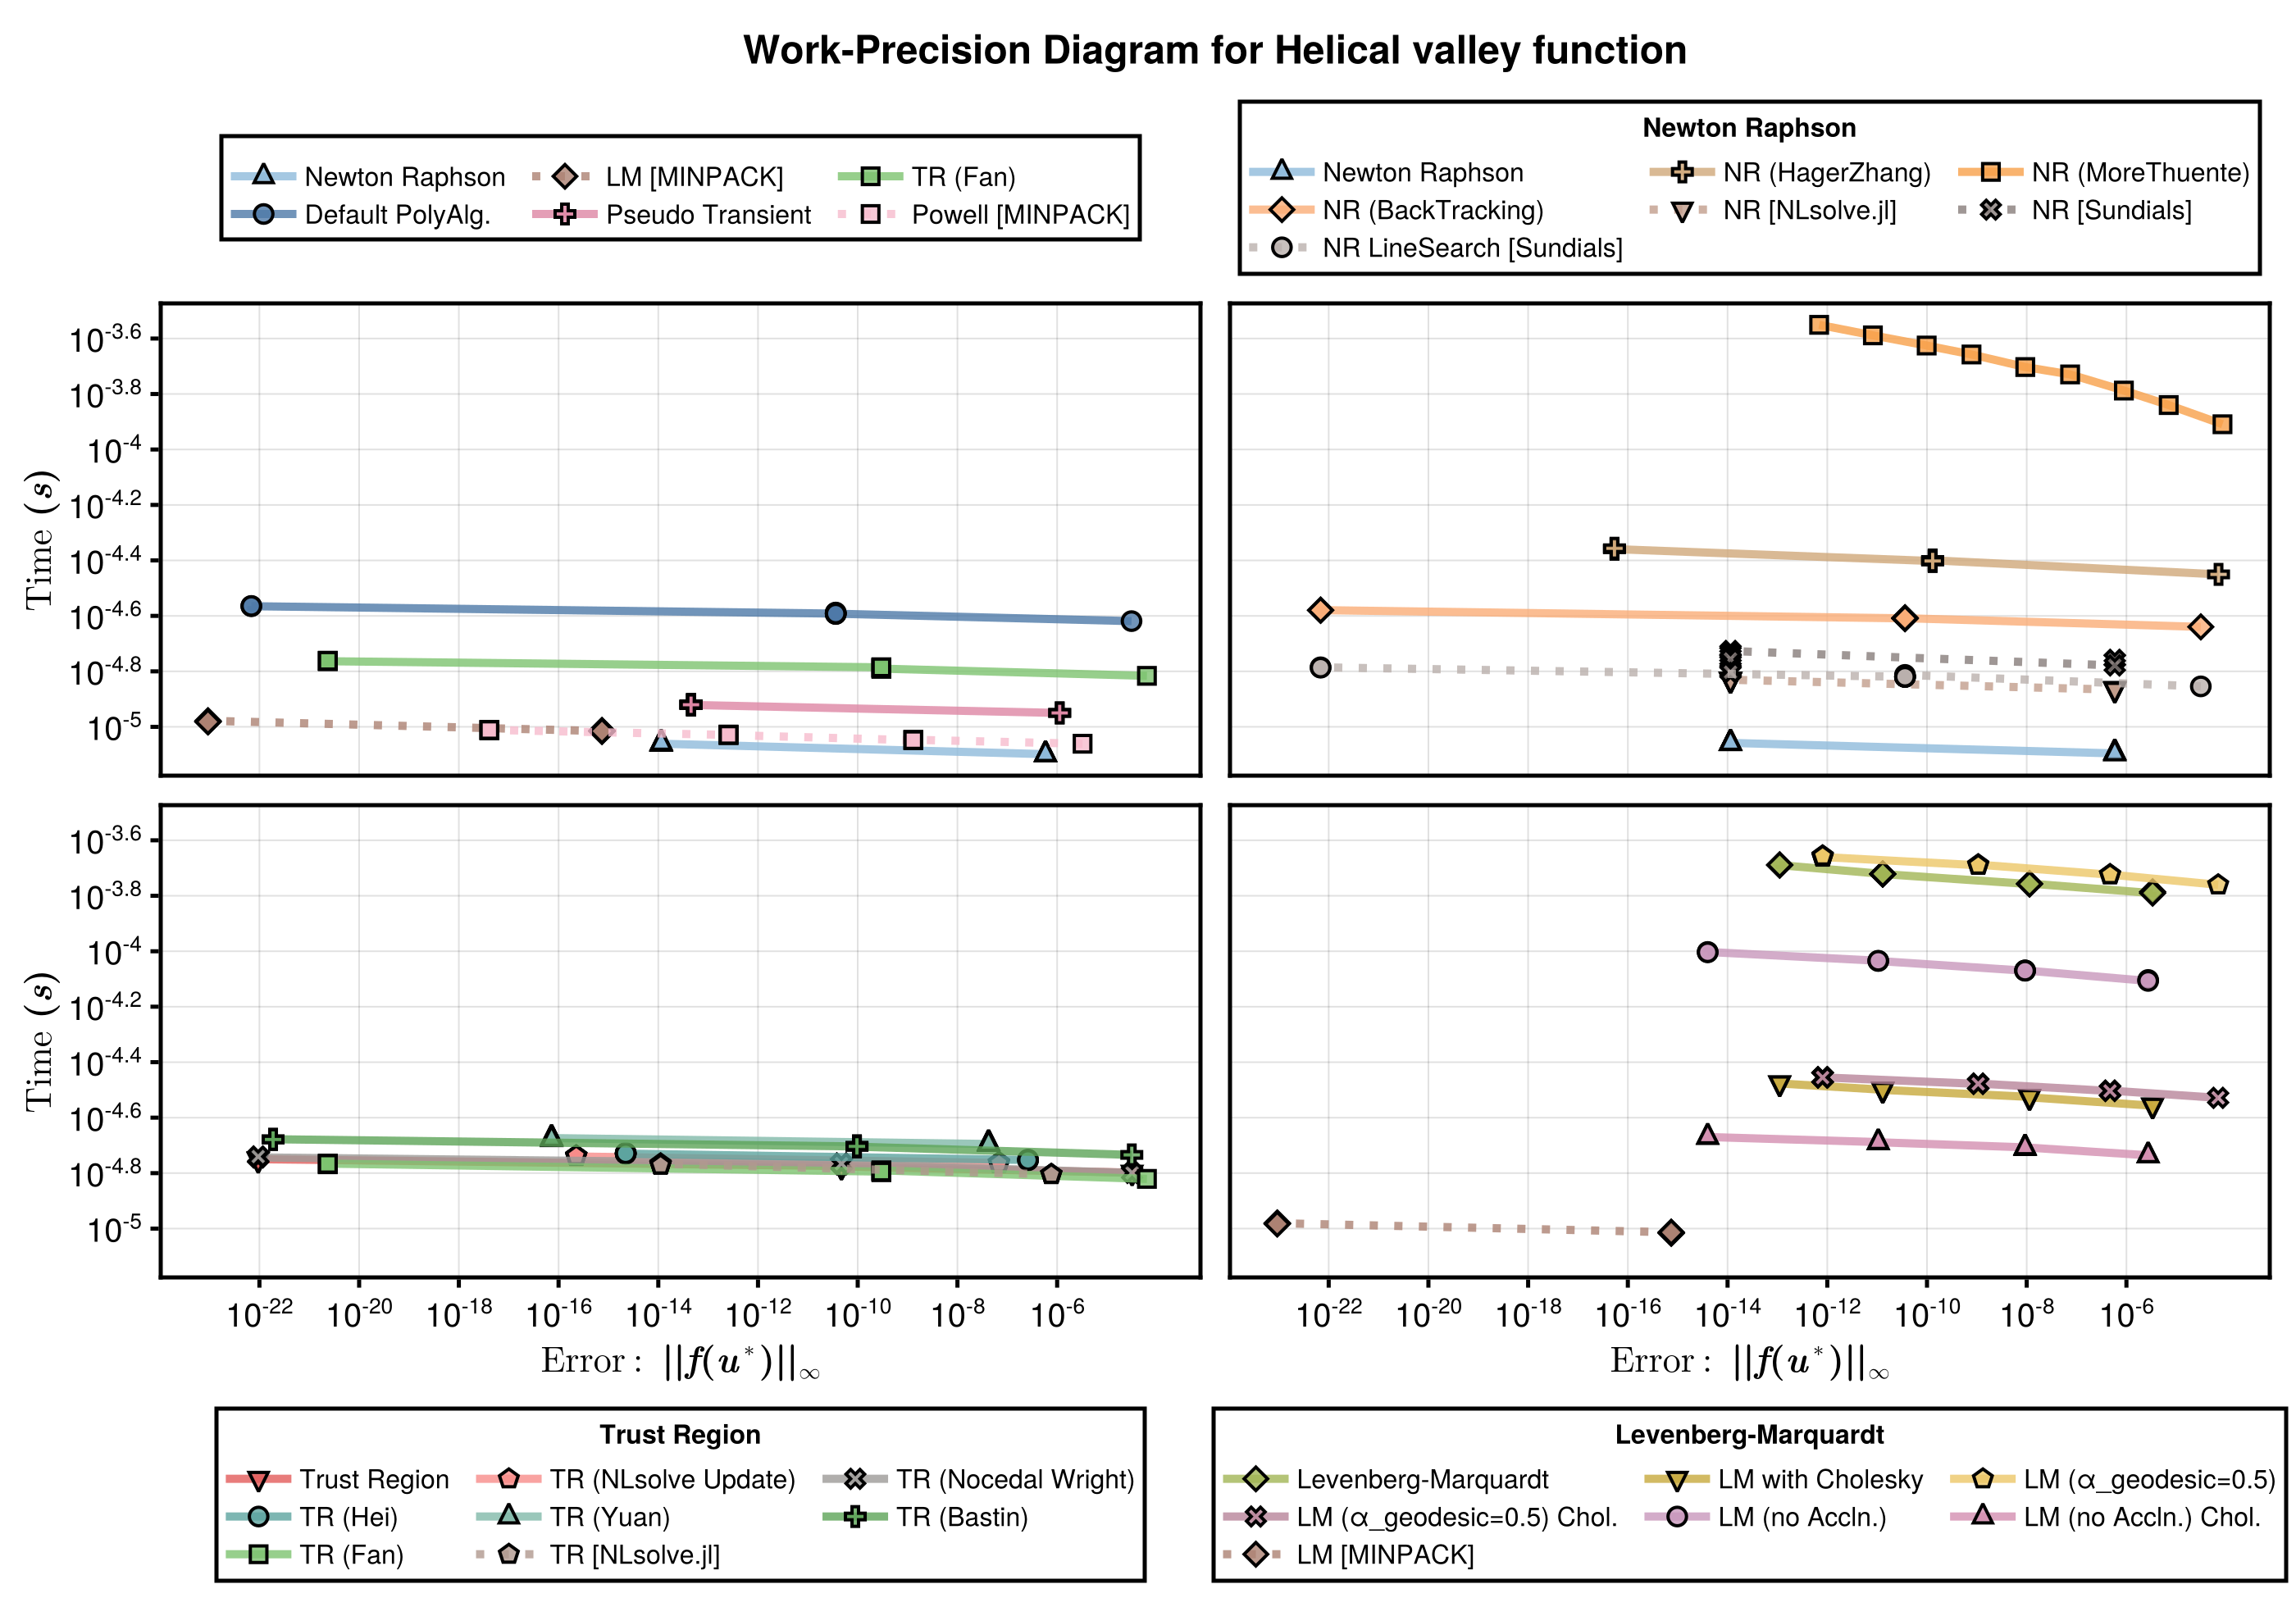 Work-Precision Diagram for Helical valley function
Newton Raphson LM [MINPACK] TR (Fan)
Default PolyAlg. Pseudo Transient Powell [MINPACK]
Newton Raphson
Newton Raphson NR (HagerZhang) NR (MoreThuente)
NR (BackTracking) NR [NLsolve.jl] NR [Sundials]
NR LineSearch [Sundials]
Time (s)
10^-3.6
10^-3.8
10^-4
10^-4.2
10^-4.4
10^-4.6
10^-4.8
10^-5
Time (s)
10^-3.6
10^-3.8
10^-4
10^-4.2
10^-4.4
10^-4.6
10^-4.8
10^-5
10^-22 10^-20 10^-18 10^-16 10^-14 10^-12 10^-10 10^-8 10^-6
Error: ||f(u*)||∞
10^-22 10^-20 10^-18 10^-16 10^-14 10^-12 10^-10 10^-8 10^-6
Error: ||f(u*)||∞
Trust Region
Trust Region TR (NLsolve Update) TR (Nocedal Wright)
TR (Hei) TR (Yuan) TR (Bastin)
TR (Fan) TR [NLsolve.jl]
Levenberg-Marquardt
Levenberg-Marquardt LM with Cholesky LM (α_geodesic=0.5)
LM (α_geodesic=0.5) Chol. LM (no Accln.) LM (no Accln.) Chol.
LM [MINPACK]